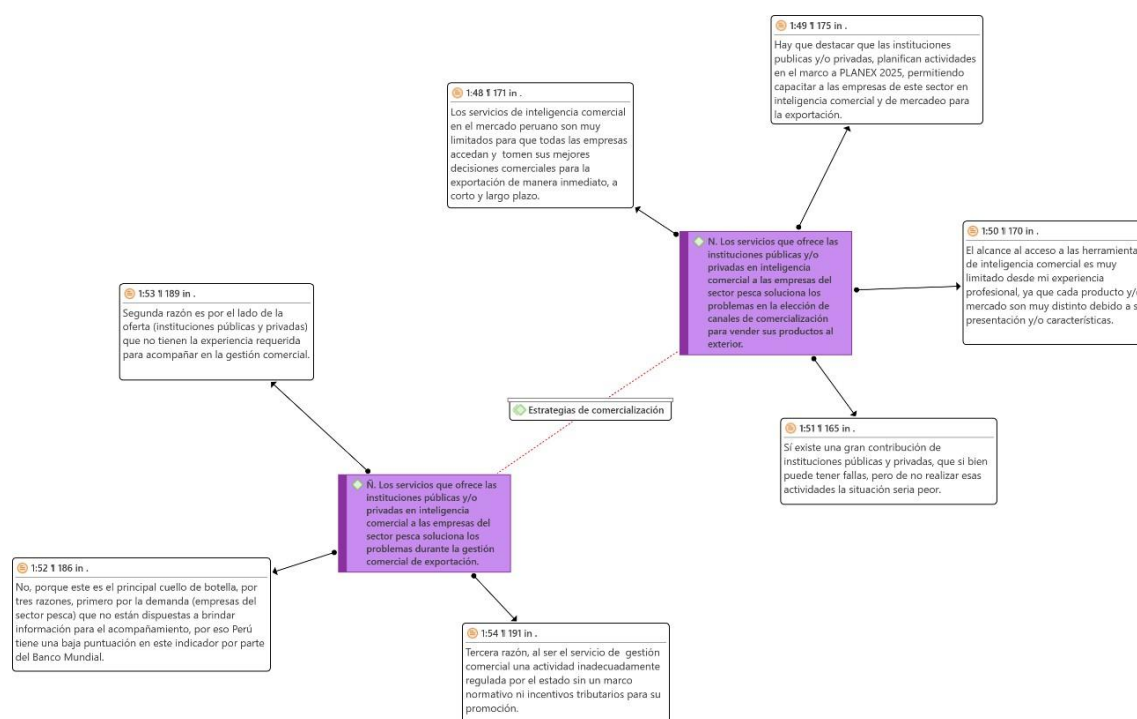 1:49 ¶ 175 in .
Hay que destacar que las instituciones
publicas y/o privadas, planifican actividades
en el marco a PLANEX 2025, permitiendo
capacitar a las empresas de este sector en
inteligencia comercial y de mercadeo para
la exportación.
1:48 ¶ 171 in .
Los servicios de inteligencia comercial
en el mercado peruano son muy
limitados para que todas las empresas
accedan y tomen sus mejores
decisiones comerciales para la
exportación de manera inmediato, a
corto y largo plazo.
N. Los servicios que ofrece las
instituciones públicas y/o
privadas en inteligencia
comercial a las empresas del
sector pesca soluciona los
problemas en la elección de
canales de comercialización
para vender sus productos al
exterior.
1:50 ¶ 170 in .
El alcance al acceso a las herramienta
de inteligencia comercial es muy
limitado desde mi experiencia
profesional, ya que cada producto y/
mercado son muy distinto debido a s
presentación y/o características.
1:53 ¶ 189 in .
Segunda razón es por el lado de la
oferta (instituciones públicas y privadas)
que no tienen la experiencia requerida
para acompañar en la gestión comercial.
Estrategias de comercialización
1:51 ¶ 165 in .
Sí existe una gran contribución de
instituciones públicas y privadas, que si bien
puede tener fallas, pero de no realizar esas
actividades la situación seria peor.
Ñ. Los servicios que ofrece las
instituciones públicas y/o
privadas en inteligencia
comercial a las empresas del
sector pesca soluciona los
problemas durante la gestión
comercial de exportación.
1:52 ¶ 186 in .
No, porque este es el principal cuello de botella, por
tres razones, primero por la demanda (empresas del
sector pesca) que no están dispuestas a brindar
información para el acompañamiento, por eso Perú
tiene una baja puntuación en este indicador por parte
del Banco Mundial.
1:54 ¶ 191 in .
Tercera razón, al ser el servicio de gestión
comercial una actividad inadecuadamente
regulada por el estado sin un marco
normativo ni incentivos tributarios para su
promoción.